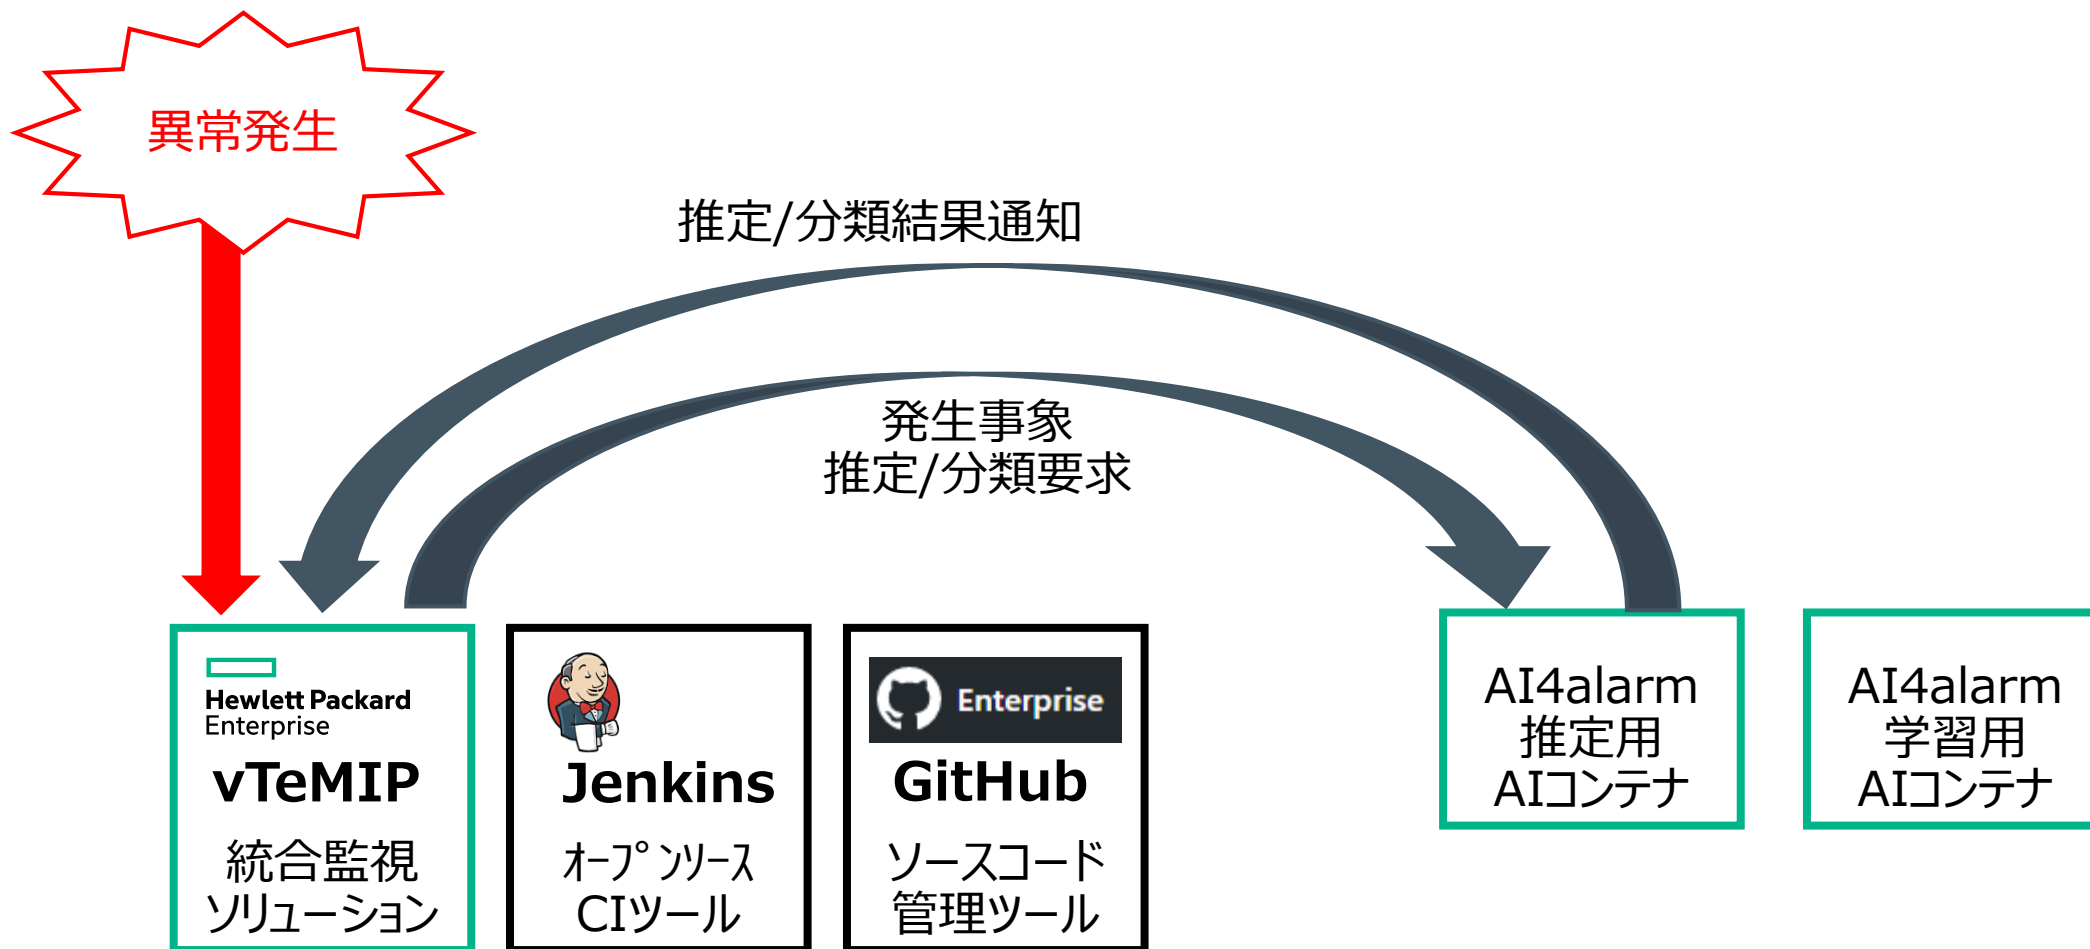 異常発生
推定/分類結果通知
発生事象
推定/分類要求
Hewlett Packard
Enterprise
vTeMIP
統合監視
ソリューション
Jenkins
ｵｰﾌﾟﾝｿｰｽ
CIツール
Enterprise
GitHub
ソースコード
管理ツール
AI4alarm
推定用
AIコンテナ
AI4alarm
学習用
AIコンテナ